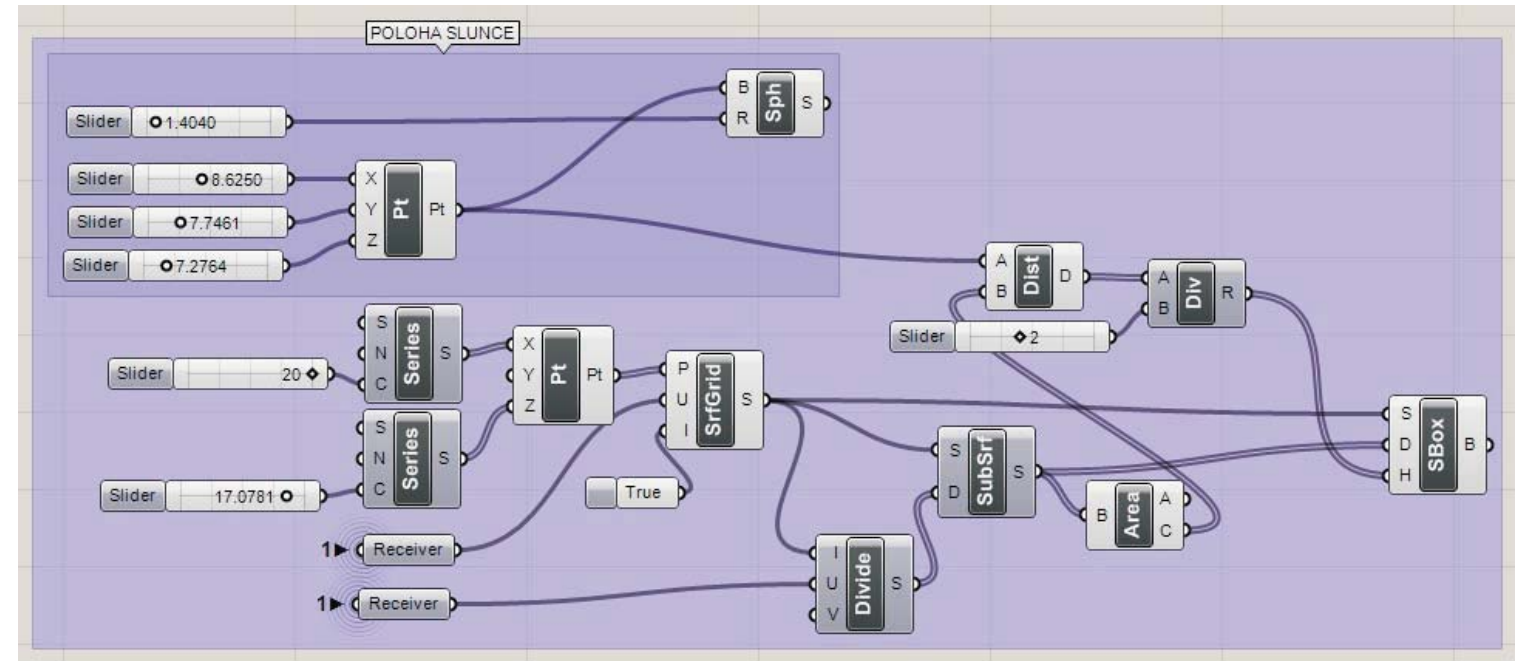 POLOHA SLUNCE
B
R
Sph
S
Slider 1.4040
Slider 8.6250
Slider 7.7461
Slider 7.2764
X
Y
Z
Pt
Pt
A
B
Dist
D
A
B
Div
R
Slider 2
S
N
C
Series
S
Slider 20
X
Y
Z
Pt
Pt
P
U
I
SrfGrid
S
S
N
C
Series
S
Slider 17.0781
True
S
D
SubSrf
S
B
Area
A
C
S
D
H
SBox
B
1 Receiver
1 Receiver
I
U
V
Divide
S